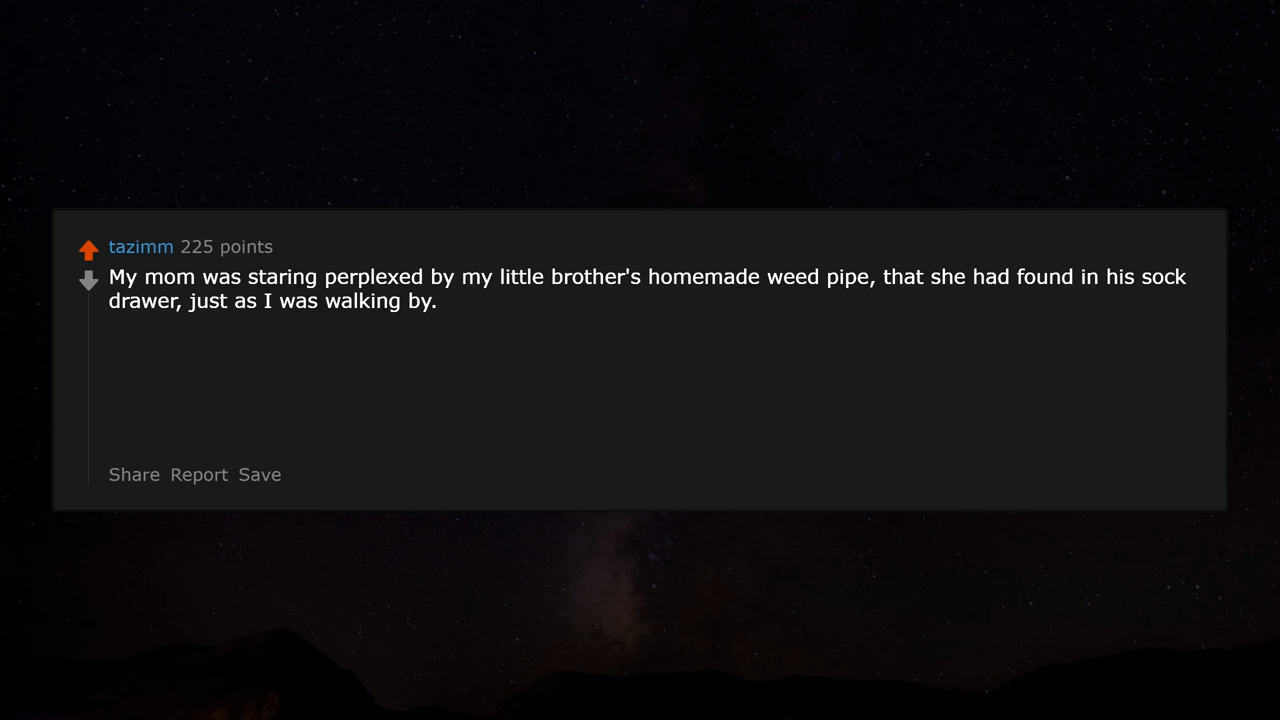 tazimm 225 points
My mom was staring perplexed by my little brother's homemade weed pipe, that she had found in his sock
drawer, just as I was walking by.
Share Report Save